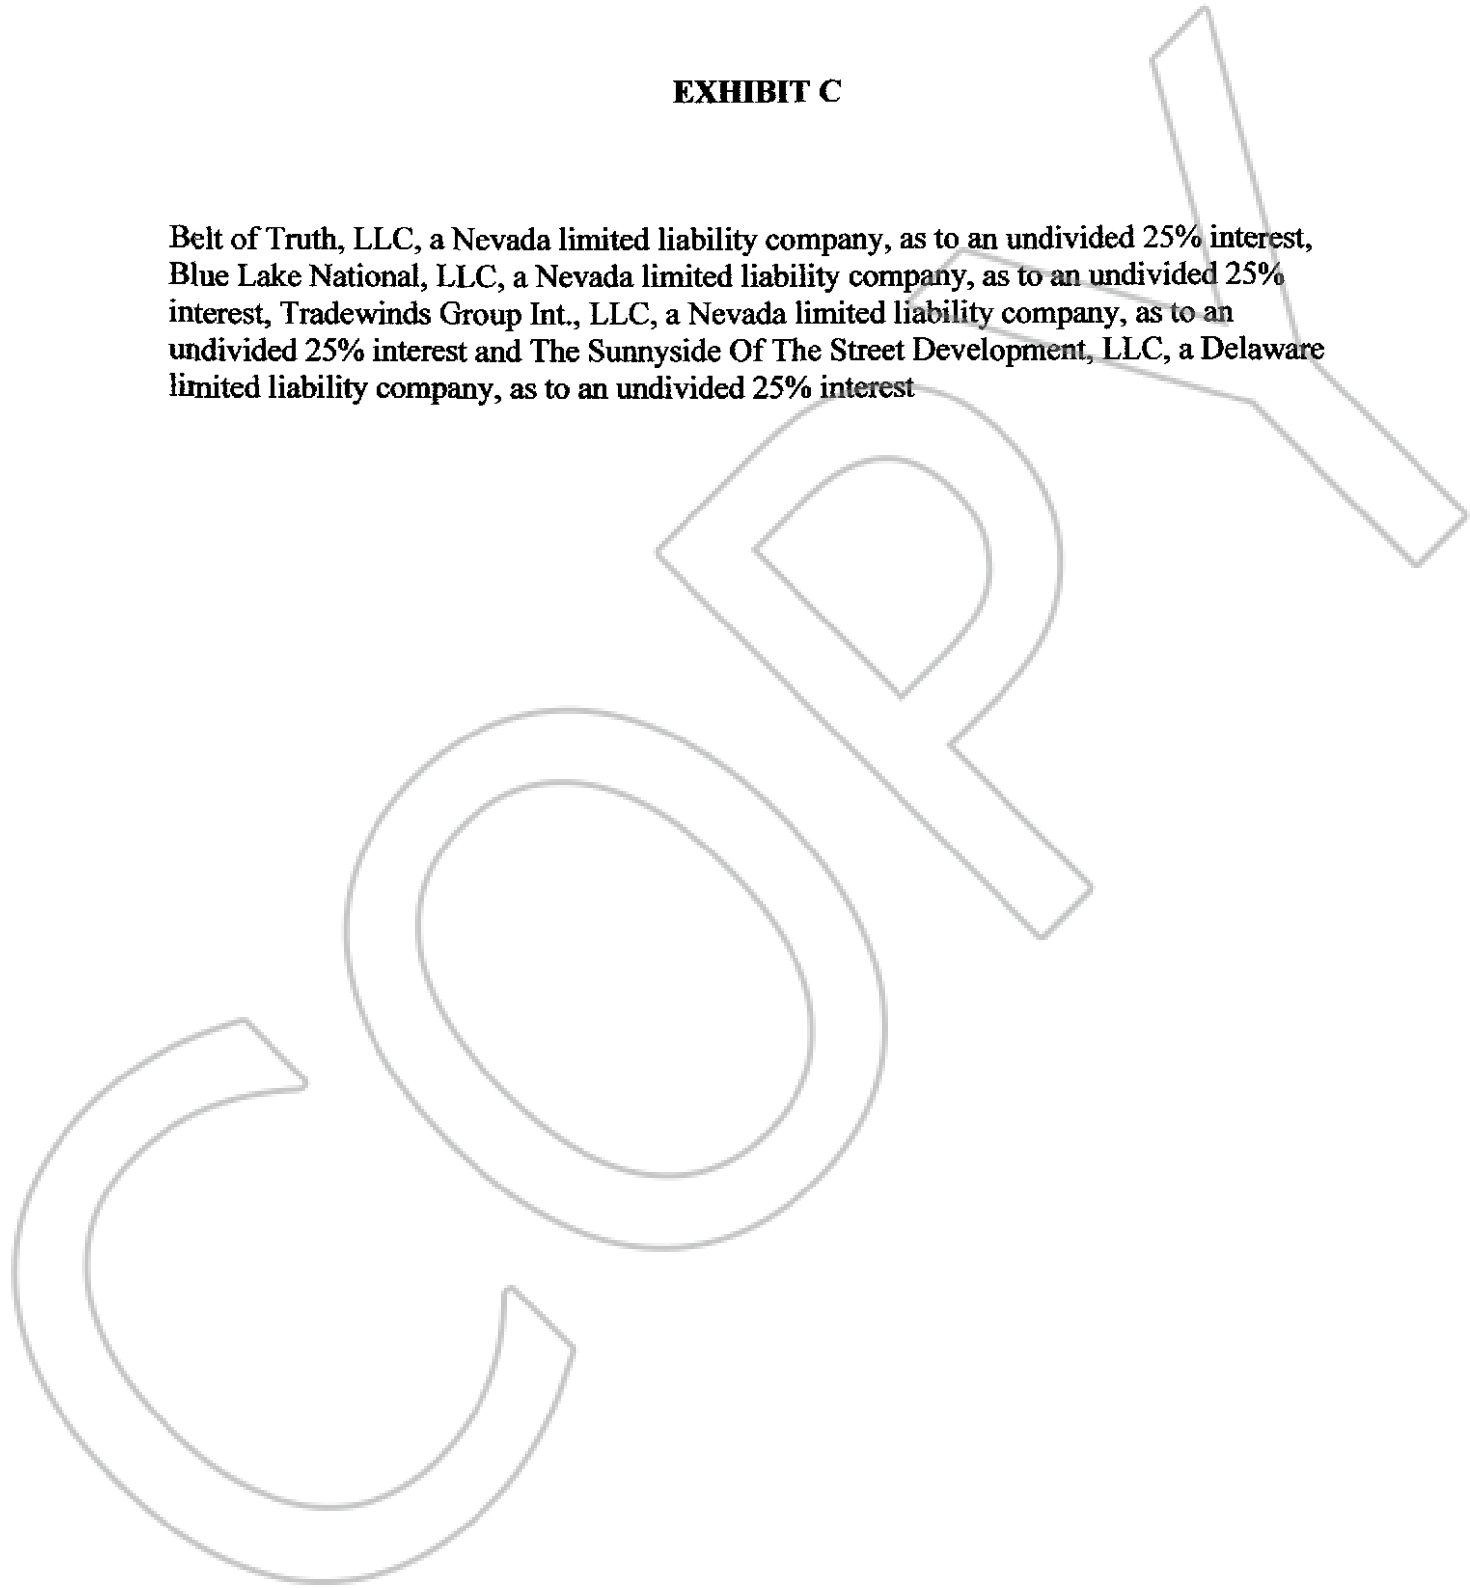 EXHIBIT C
Belt of Truth, LLC, a Nevada limited liability company, as to an undivided 25% interest,
Blue Lake National, LLC, a Nevada limited liability company, as to an undivided 25%
interest, Tradewinds Group Int., LLC, a Nevada limited liability company, as to an
undivided 25% interest and The Sunnyside Of The Street Development, LLC, a Delaware
limited liability company, as to an undivided 25% interest
COPY